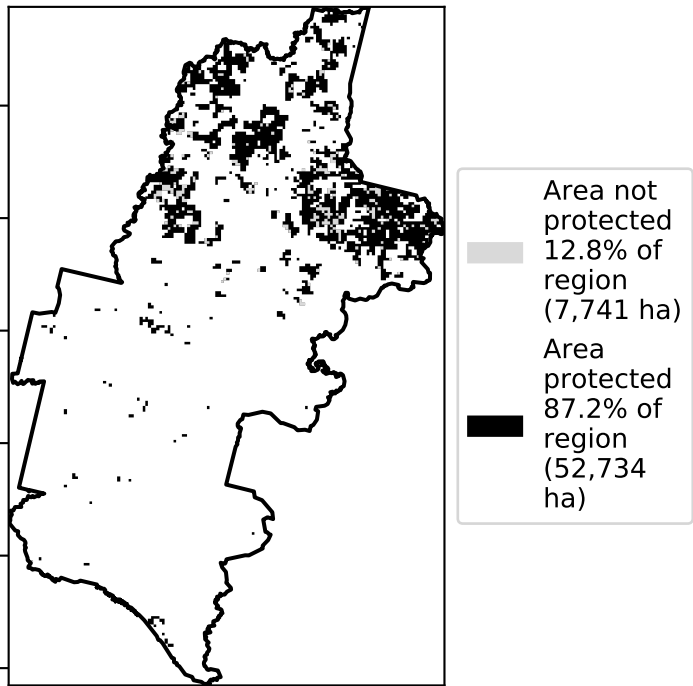 Area not
protected
12.8% of
region
(7,741 ha)
Area
protected
87.2% of
region
(52,734
ha)